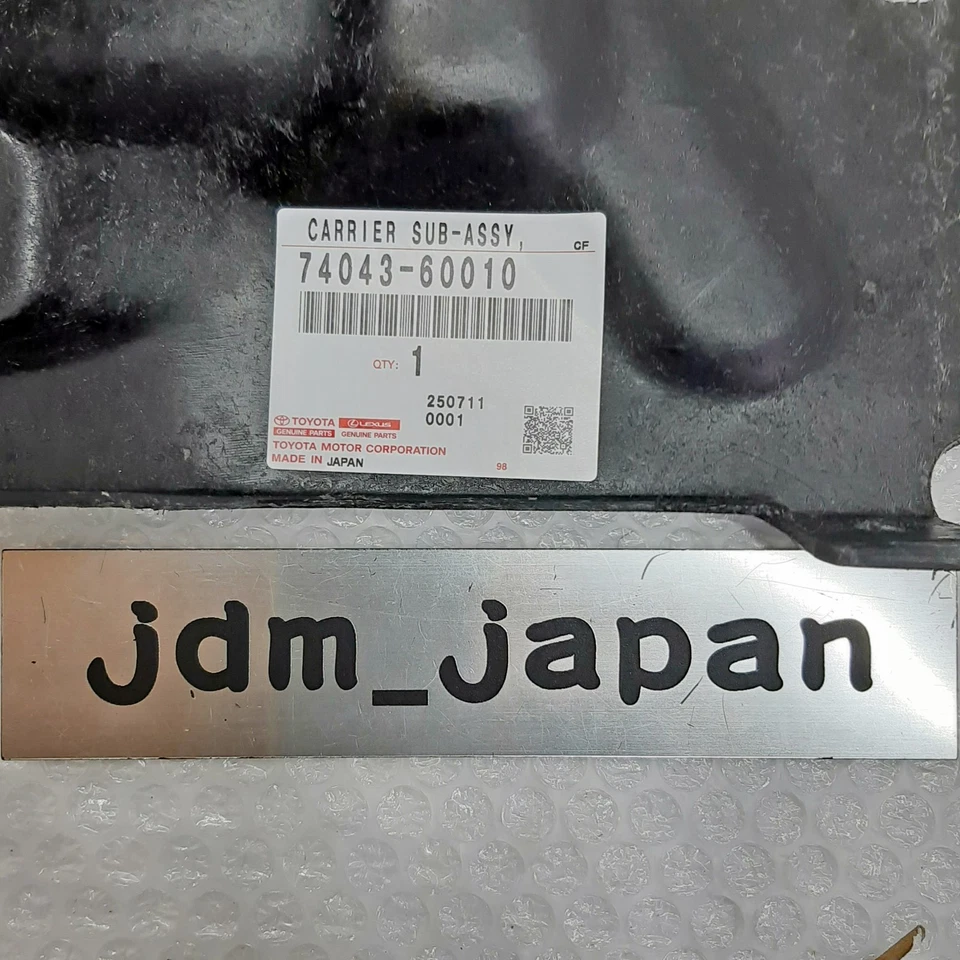 CARRIER SUB-ASSY,
CF
74043-60010
QTY: 1
250711
0001
TOYOTA LEXUS
GENUINE PARTS GENUINE PARTS
TOYOTA MOTOR CORPORATION
MADE IN JAPAN
98
jdm_japan